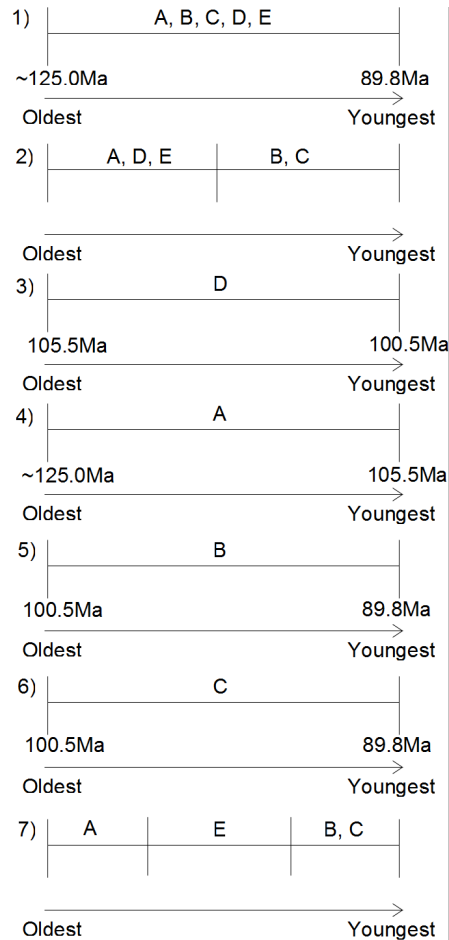 1) A, B, C, D, E
~125.0Ma 89.8Ma
Oldest Youngest
2) A, D, E B, C
Oldest Youngest
3) D
105.5Ma 100.5Ma
Oldest Youngest
4) A
~125.0Ma 105.5Ma
Oldest Youngest
5) B
100.5Ma 89.8Ma
Oldest Youngest
6) C
100.5Ma 89.8Ma
Oldest Youngest
7) A E B, C
Oldest Youngest